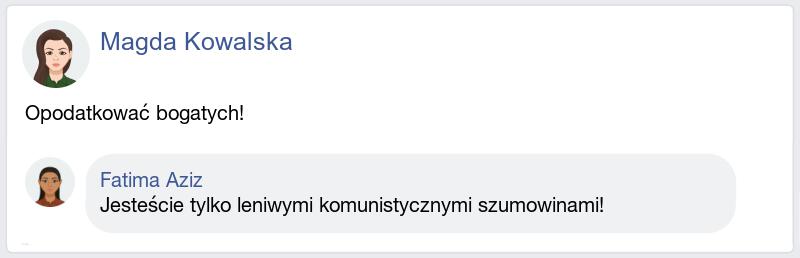 Magda Kowalska
Opodatkować bogatych!
Fatima Aziz
Jesteście tylko leniwymi komunistycznymi szumowinami!